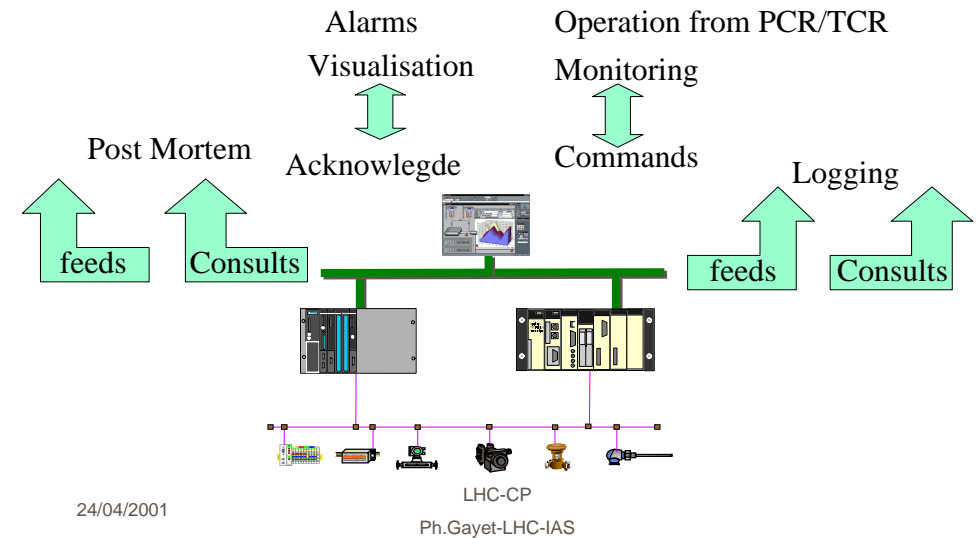 Alarms
Operation from PCR/TCR
Visualisation
Monitoring
Post Mortem
Acknowlegde
Commands
Logging
feeds
Consults
feeds
Consults
24/04/2001
LHC-CP
Ph.Gayet-LHC-IAS